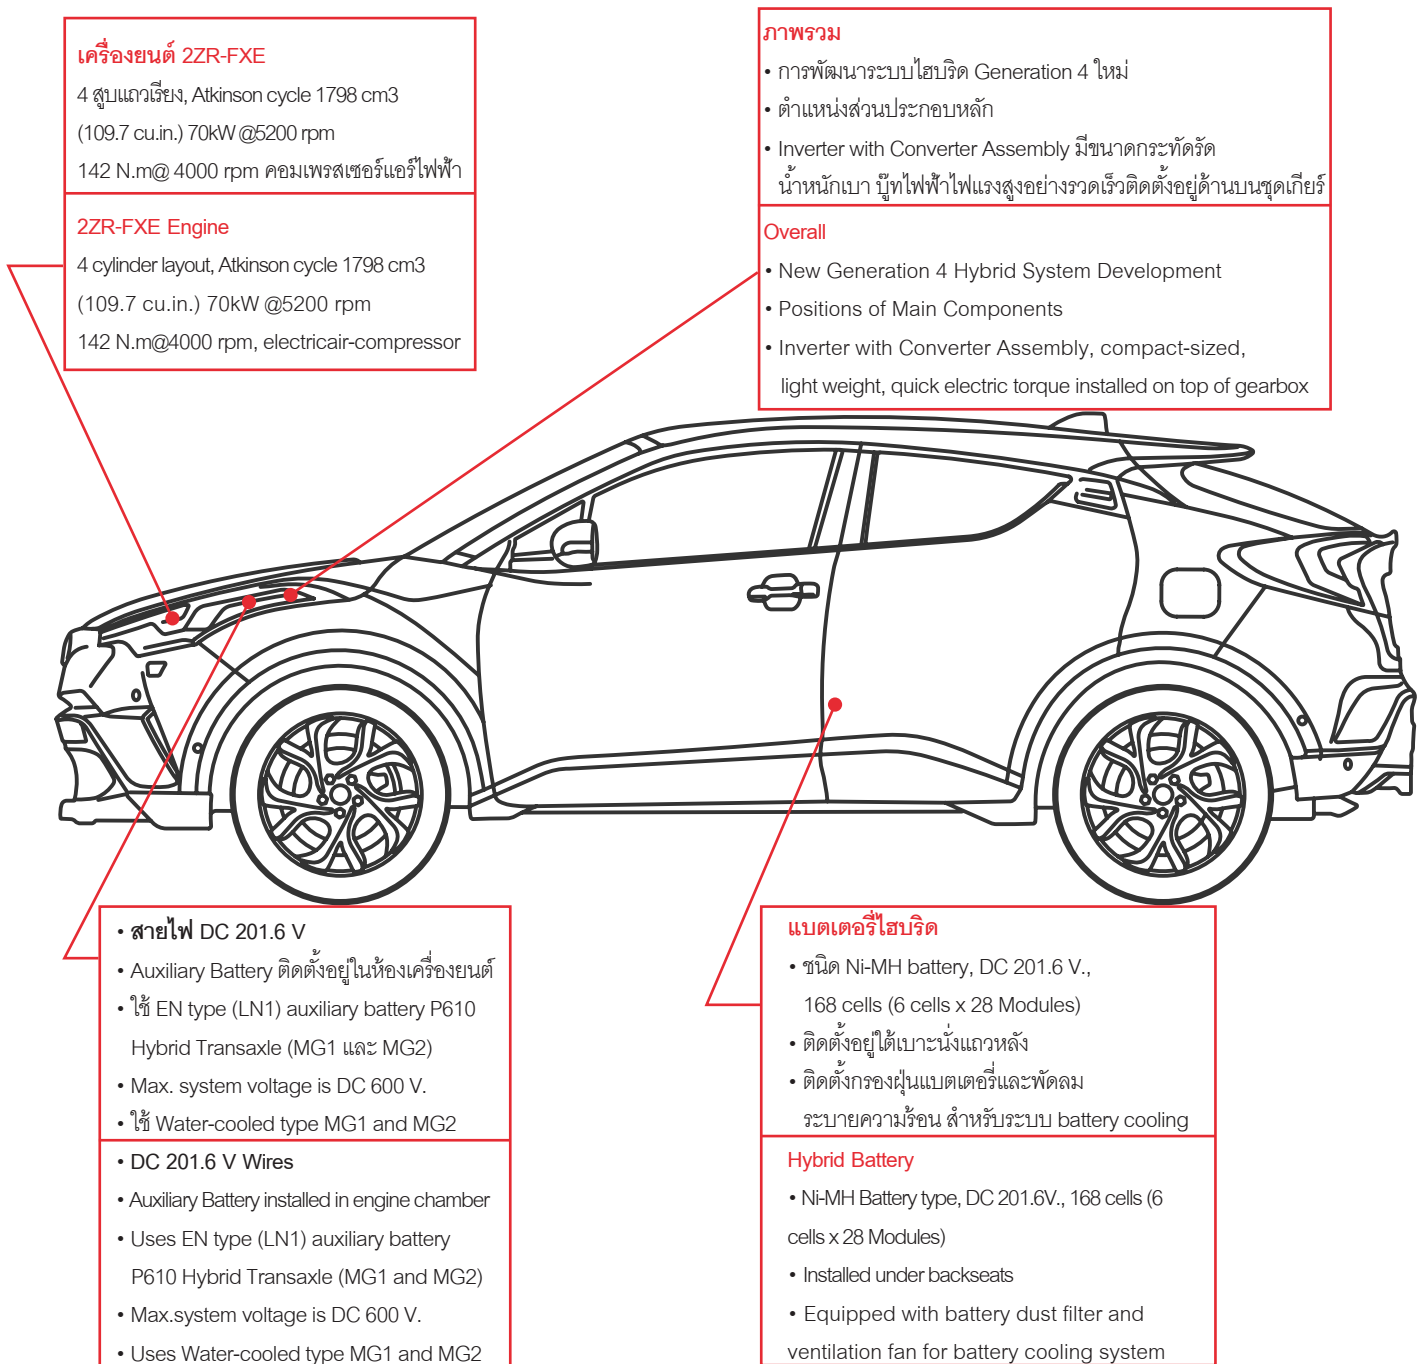 เครื่องยนต์ 2ZR-FXE
4 สูบแถวเรียง, Atkinson cycle 1798 cm3
(109.7 cu.in.) 70kW @5200 rpm
142 N.m@ 4000 rpm คอมเพรสเซอร์แอร์ไฟฟ้า
2ZR-FXE Engine
4 cylinder layout, Atkinson cycle 1798 cm3
(109.7 cu.in.) 70kW @5200 rpm
142 N.m@4000 rpm, electricair-compressor
ภาพรวม
• การพัฒนาระบบไฮบริด Generation 4 ใหม่
• ตำแหน่งส่วนประกอบหลัก
• Inverter with Converter Assembly มีขนาดกระทัดรัด
น้ำหนักเบา บู๊ทไฟฟ้าไฟแรงสูงอย่างรวดเร็วติดตั้งอยู่ด้านบนชุดเกียร์
Overall
• New Generation 4 Hybrid System Development
• Positions of Main Components
• Inverter with Converter Assembly, compact-sized,
light weight, quick electric torque installed on top of gearbox
• สายไฟ DC 201.6 V
• Auxiliary Battery ติดตั้งอยู่ในห้องเครื่องยนต์
• ใช้ EN type (LN1) auxiliary battery P610
Hybrid Transaxle (MG1 และ MG2)
• Max. system voltage is DC 600 V.
• ใช้ Water-cooled type MG1 and MG2
• DC 201.6 V Wires
• Auxiliary Battery installed in engine chamber
• Uses EN type (LN1) auxiliary battery
P610 Hybrid Transaxle (MG1 and MG2)
• Max.system voltage is DC 600 V.
• Uses Water-cooled type MG1 and MG2
แบตเตอรี่ไฮบริด
• ชนิด Ni-MH battery, DC 201.6 V.,
168 cells (6 cells x 28 Modules)
• ติดตั้งอยู่ใต้เบาะนั่งแถวหลัง
• ติดตั้งกรองฝุ่นแบตเตอรี่และพัดลม
ระบายความร้อน สำหรับระบบ battery cooling
Hybrid Battery
• Ni-MH Battery type, DC 201.6V., 168 cells (6
cells x 28 Modules)
• Installed under backseats
• Equipped with battery dust filter and
ventilation fan for battery cooling system